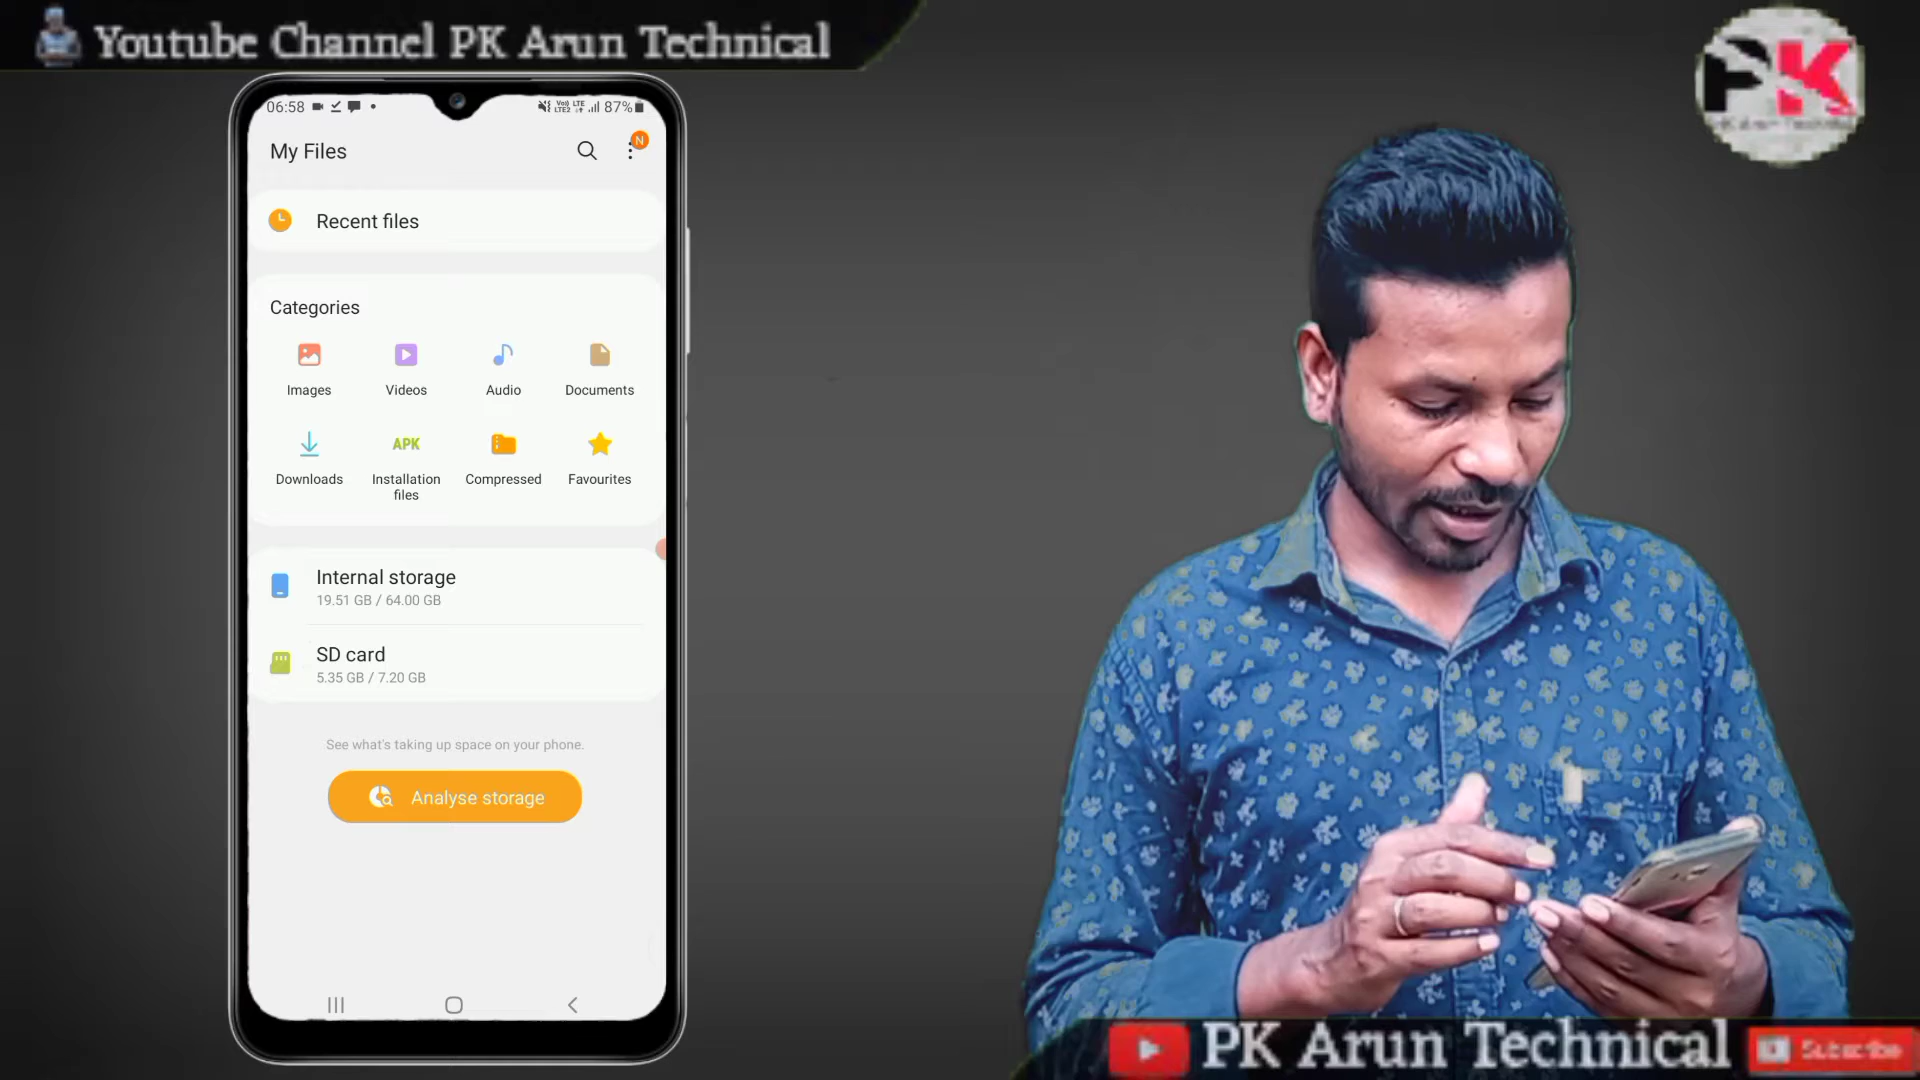 Youtube Channel PK Arun Technical
PK
06:58
87%
My Files
N
Recent files
Categories
Images
Videos
Audio
Documents
APK
Downloads
Installation
files
Compressed
Favourites
Internal storage
19.51 GB / 64.00 GB
SD card
5.35 GB / 7.20 GB
See what's taking up space on your phone.
Analyse storage
PK Arun Technical
Subscribe